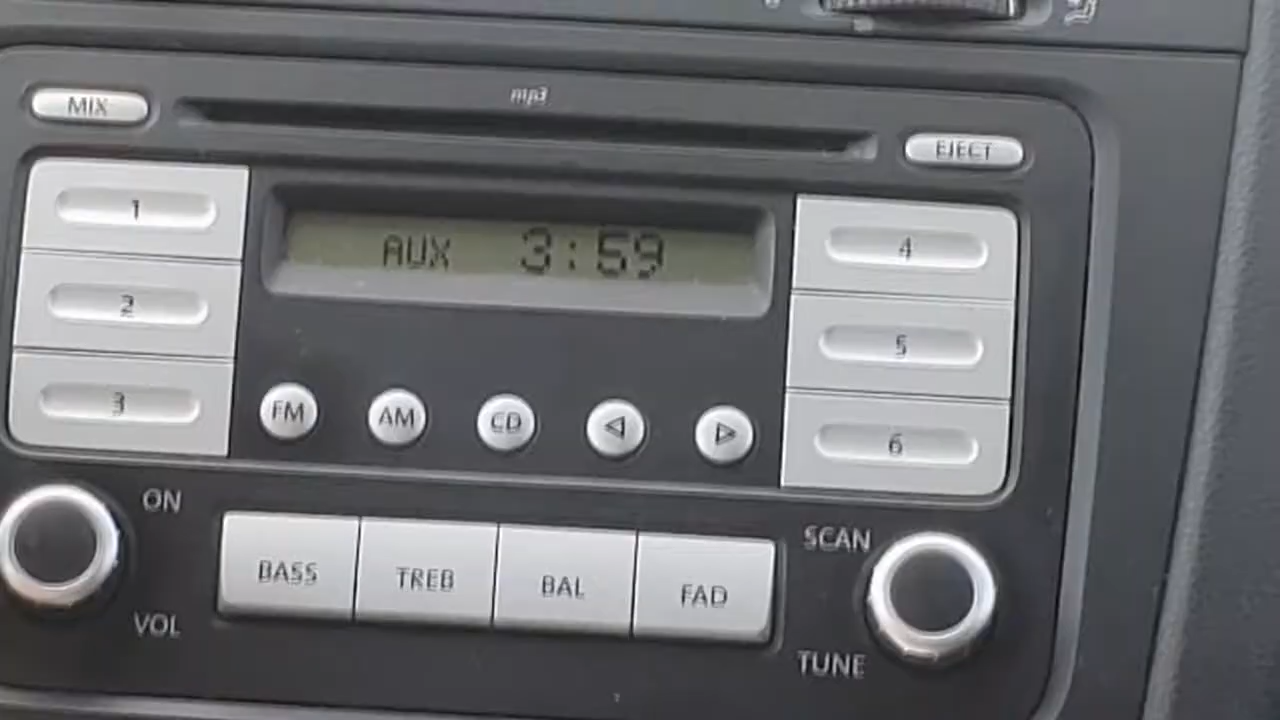 mp3
MIX
EJECT
1
4
AUX 3:59
2
5
3
6
FM AM CD
ON
SCAN
BASS TREB BAL FAD
VOL
TUNE